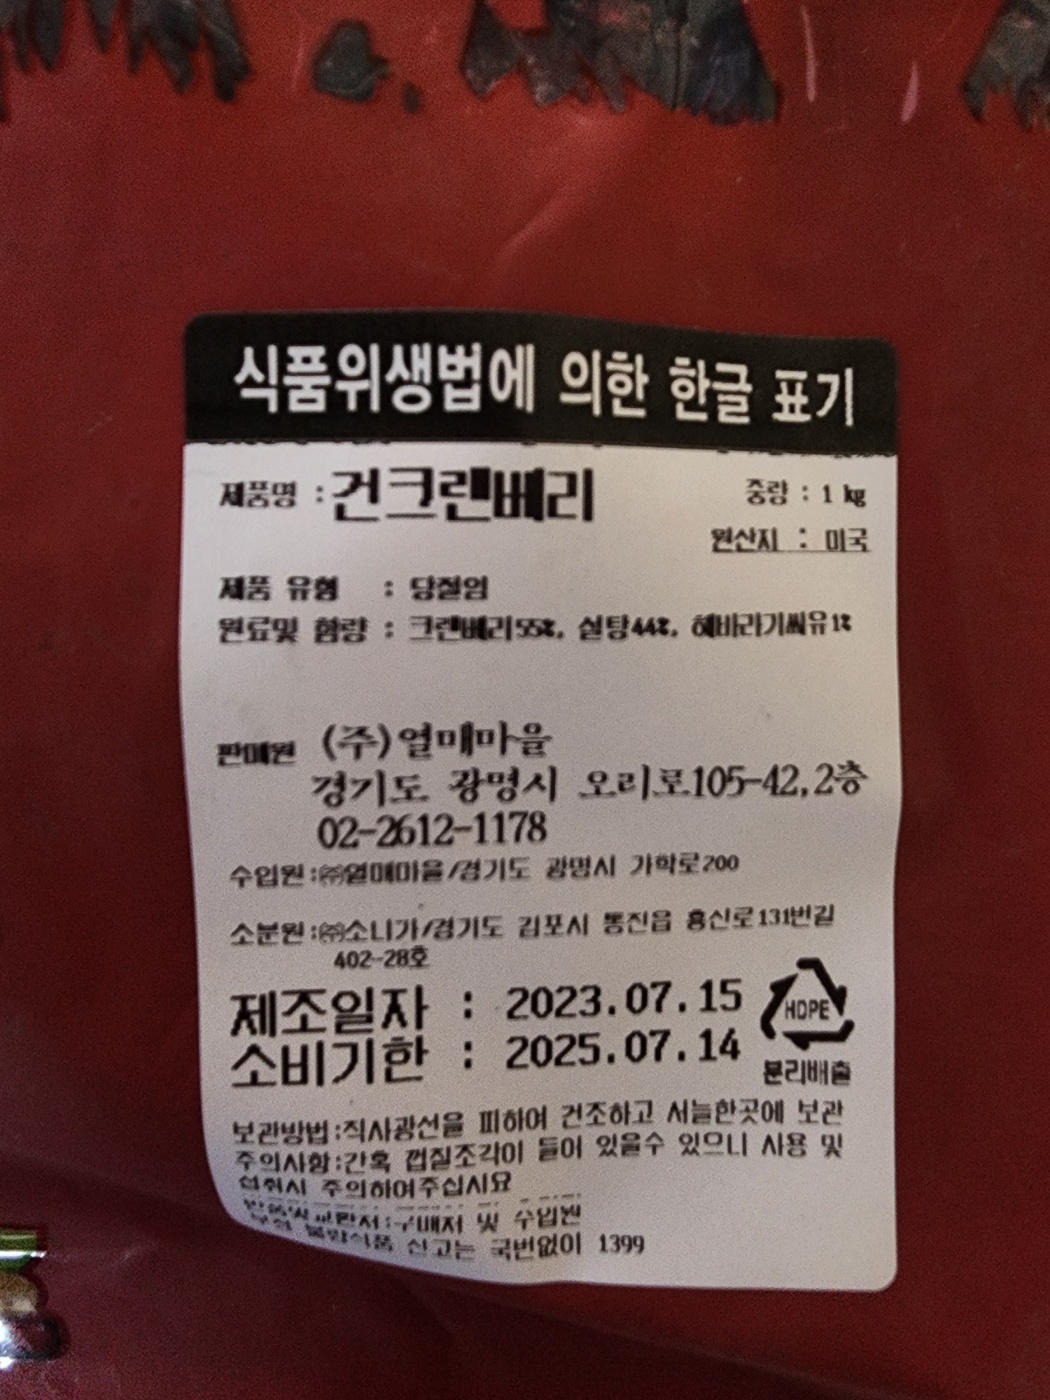 식품위생법에 의한 한글 표기
제품명 : 건크랜베리
중량 : 1 kg
원산지 : 미국
제품 유형 : 당절임
원료및 함량 : 크랜베리55%, 설탕44%, 해바라기씨유1%
판매원 (주)열매마을
경기도 광명시 오리로105-42,2층
02-2612-1178
수입원:㈜열매마을/경기도 광명시 가학로200
소분원:㈜소니가/경기도 김포시 통진읍 흥신로131번길
402-28호
제조일자 : 2023.07.15
소비기한 : 2025.07.14
HDPE
분리배출
보관방법:직사광선을 피하여 건조하고 서늘한곳에 보관
주의사항:간혹 껍질조각이 들어 있을수 있으니 사용 및
섭취시 주의하여주십시요
반품및교환처:구매처 및 수입원
부정 불량식품 신고는 국번없이 1399